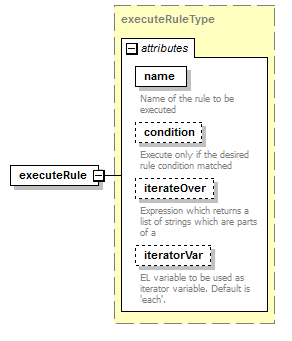 executeRuleType
attributes
name
Name of the rule to be
executed
condition
Execute only if the desired
rule condition matched
executeRule
iterateOver
Expression which returns a
list of strings which are parts
of a
iteratorVar
EL variable to be used as
iterator variable. Default is
'each'.